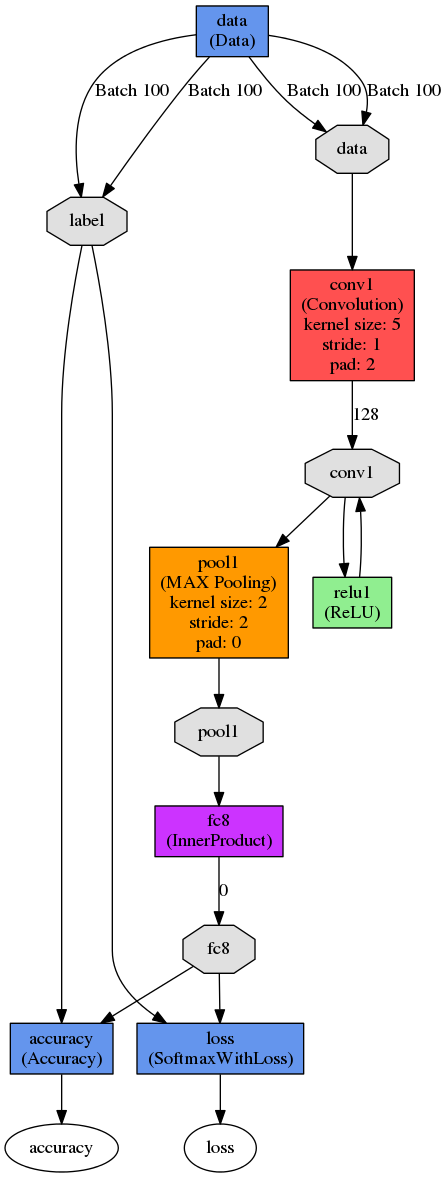 data
(Data)
Batch 100
Batch 100
Batch 100
Batch 100
data
label
conv1
(Convolution)
kernel size: 5
stride: 1
pad: 2
128
conv1
pool1
(MAX Pooling)
kernel size: 2
stride: 2
pad: 0
relu1
(ReLU)
pool1
fc8
(InnerProduct)
0
fc8
accuracy
(Accuracy)
loss
(SoftmaxWithLoss)
accuracy
loss